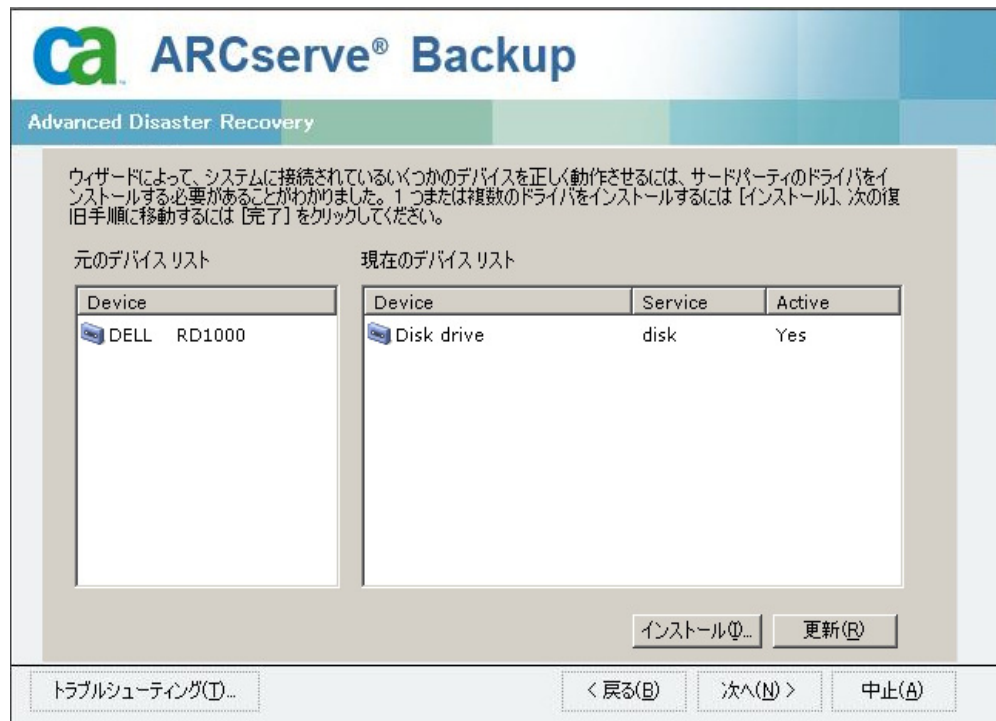 ca ARCserve® Backup
Advanced Disaster Recovery
ウィザードによって、システムに接続されているいくつかのデバイスを正しく動作させるには、サードパーティのドライバをイ
ンストールする必要があることがわかりました。1 つまたは複数のドライバをインストールするには [インストール]、次の復
旧手順に移動するには [完了] をクリックしてください。
元のデバイス リスト
現在のデバイス リスト
Device
DELL RD1000
Device Service Active
Disk drive disk Yes
インストール(I)...
更新(R)
トラブルシューティング(T)...
< 戻る(B)
次へ(N) >
中止(A)